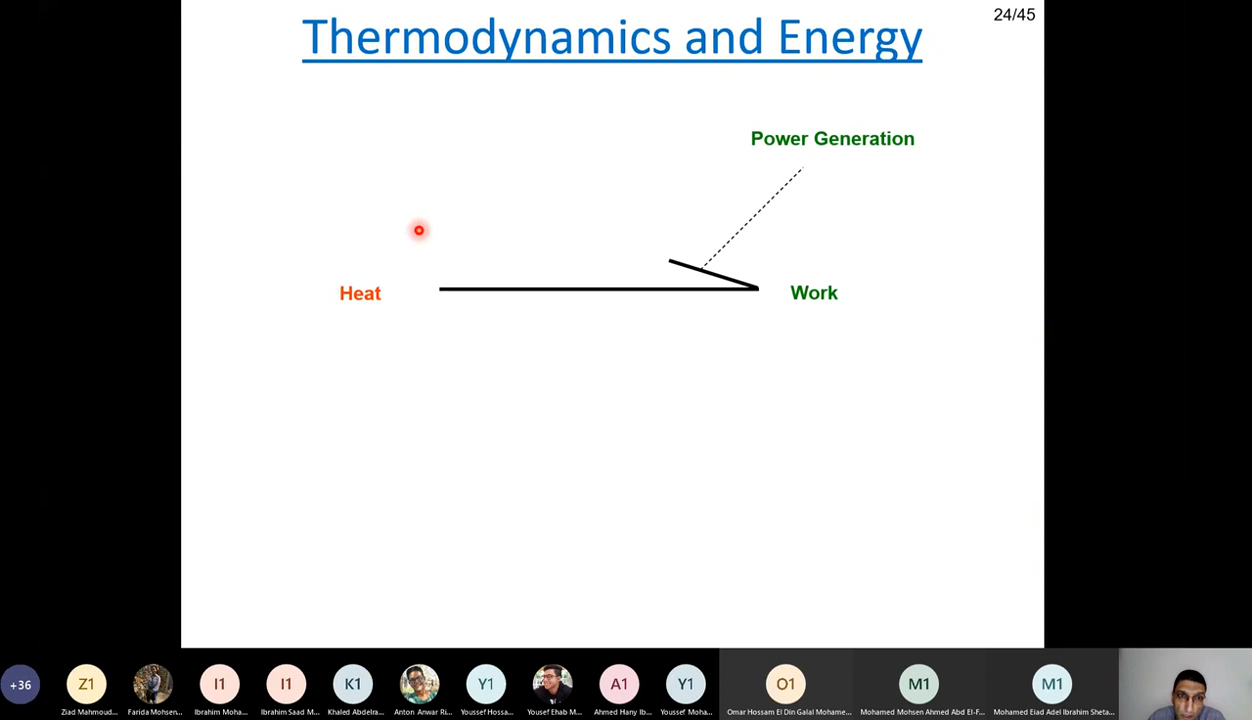 Thermodynamics and Energy
24/45
Power Generation
Heat
Work
+36
Z1
I1
I1
K1
Y1
A1
Y1
O1
M1
M1
Ziad Mahmoud...
Farida Mohsen...
Ibrahim Moha...
Ibrahim Saad M...
Khaled Abdelra...
Anton Anwar Ri...
Youssef Hossa...
Yousef Ehab M...
Ahmed Hany Ib...
Youssef Moha...
Omar Hossam El Din Galal Mohame...
Mohamed Mohsen Ahmed Abd El-F...
Mohamed Eiad Adel Ibrahim Sheta...